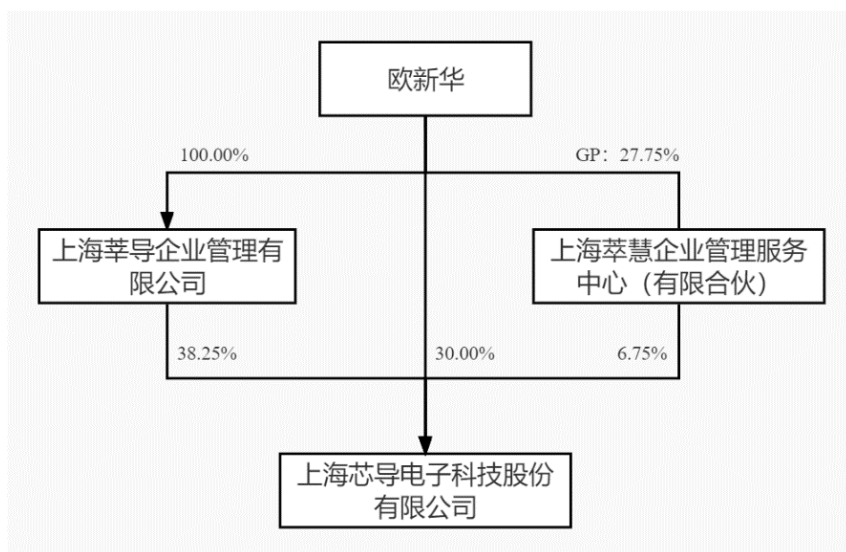 欧新华
100.00%
GP：27.75%
上海莘导企业管理有
限公司
上海萃慧企业管理服务
中心（有限合伙）
38.25%
30.00%
6.75%
上海芯导电子科技股份
有限公司